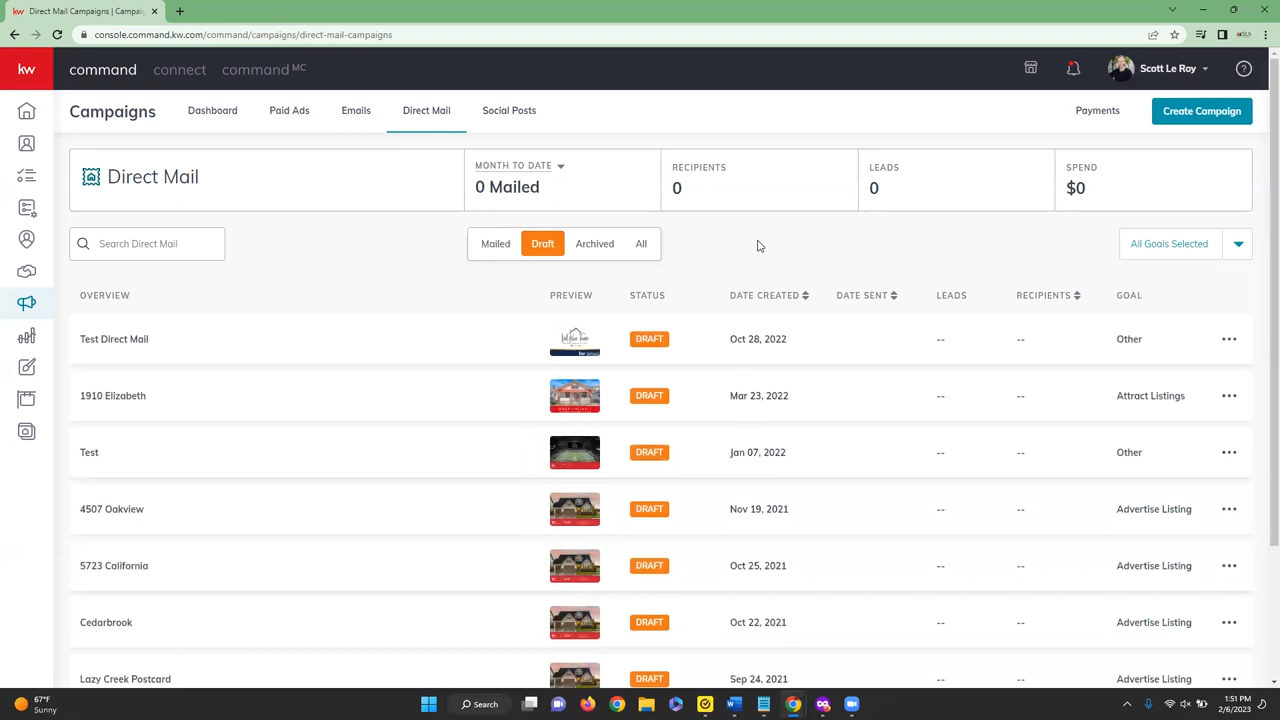 Direct Mail Campaigns - Campaig
console.command.kw.com/command/campaigns/direct-mail-campaigns
kw
command connect command MC
Scott Le Roy
Campaigns Dashboard Paid Ads Emails Direct Mail Social Posts Payments Create Campaign
Direct Mail
MONTH TO DATE RECIPIENTS LEADS SPEND
0 Mailed 0 0 $0
Search Direct Mail Mailed Draft Archived All All Goals Selected
OVERVIEW PREVIEW STATUS DATE CREATED DATE SENT LEADS RECIPIENTS GOAL
Test Direct Mail DRAFT Oct 28, 2022 -- -- Other
1910 Elizabeth DRAFT Mar 23, 2022 -- -- Attract Listings
Test DRAFT Jan 07, 2022 -- -- Other
4507 Oakview DRAFT Nov 19, 2021 -- -- Advertise Listing
5723 California DRAFT Oct 25, 2021 -- -- Advertise Listing
Cedarbrook DRAFT Oct 22, 2021 -- -- Advertise Listing
Lazy Creek Postcard DRAFT Sep 24, 2021 -- -- Advertise Listing
67°F
Sunny
Search
1:51 PM
2/6/2023